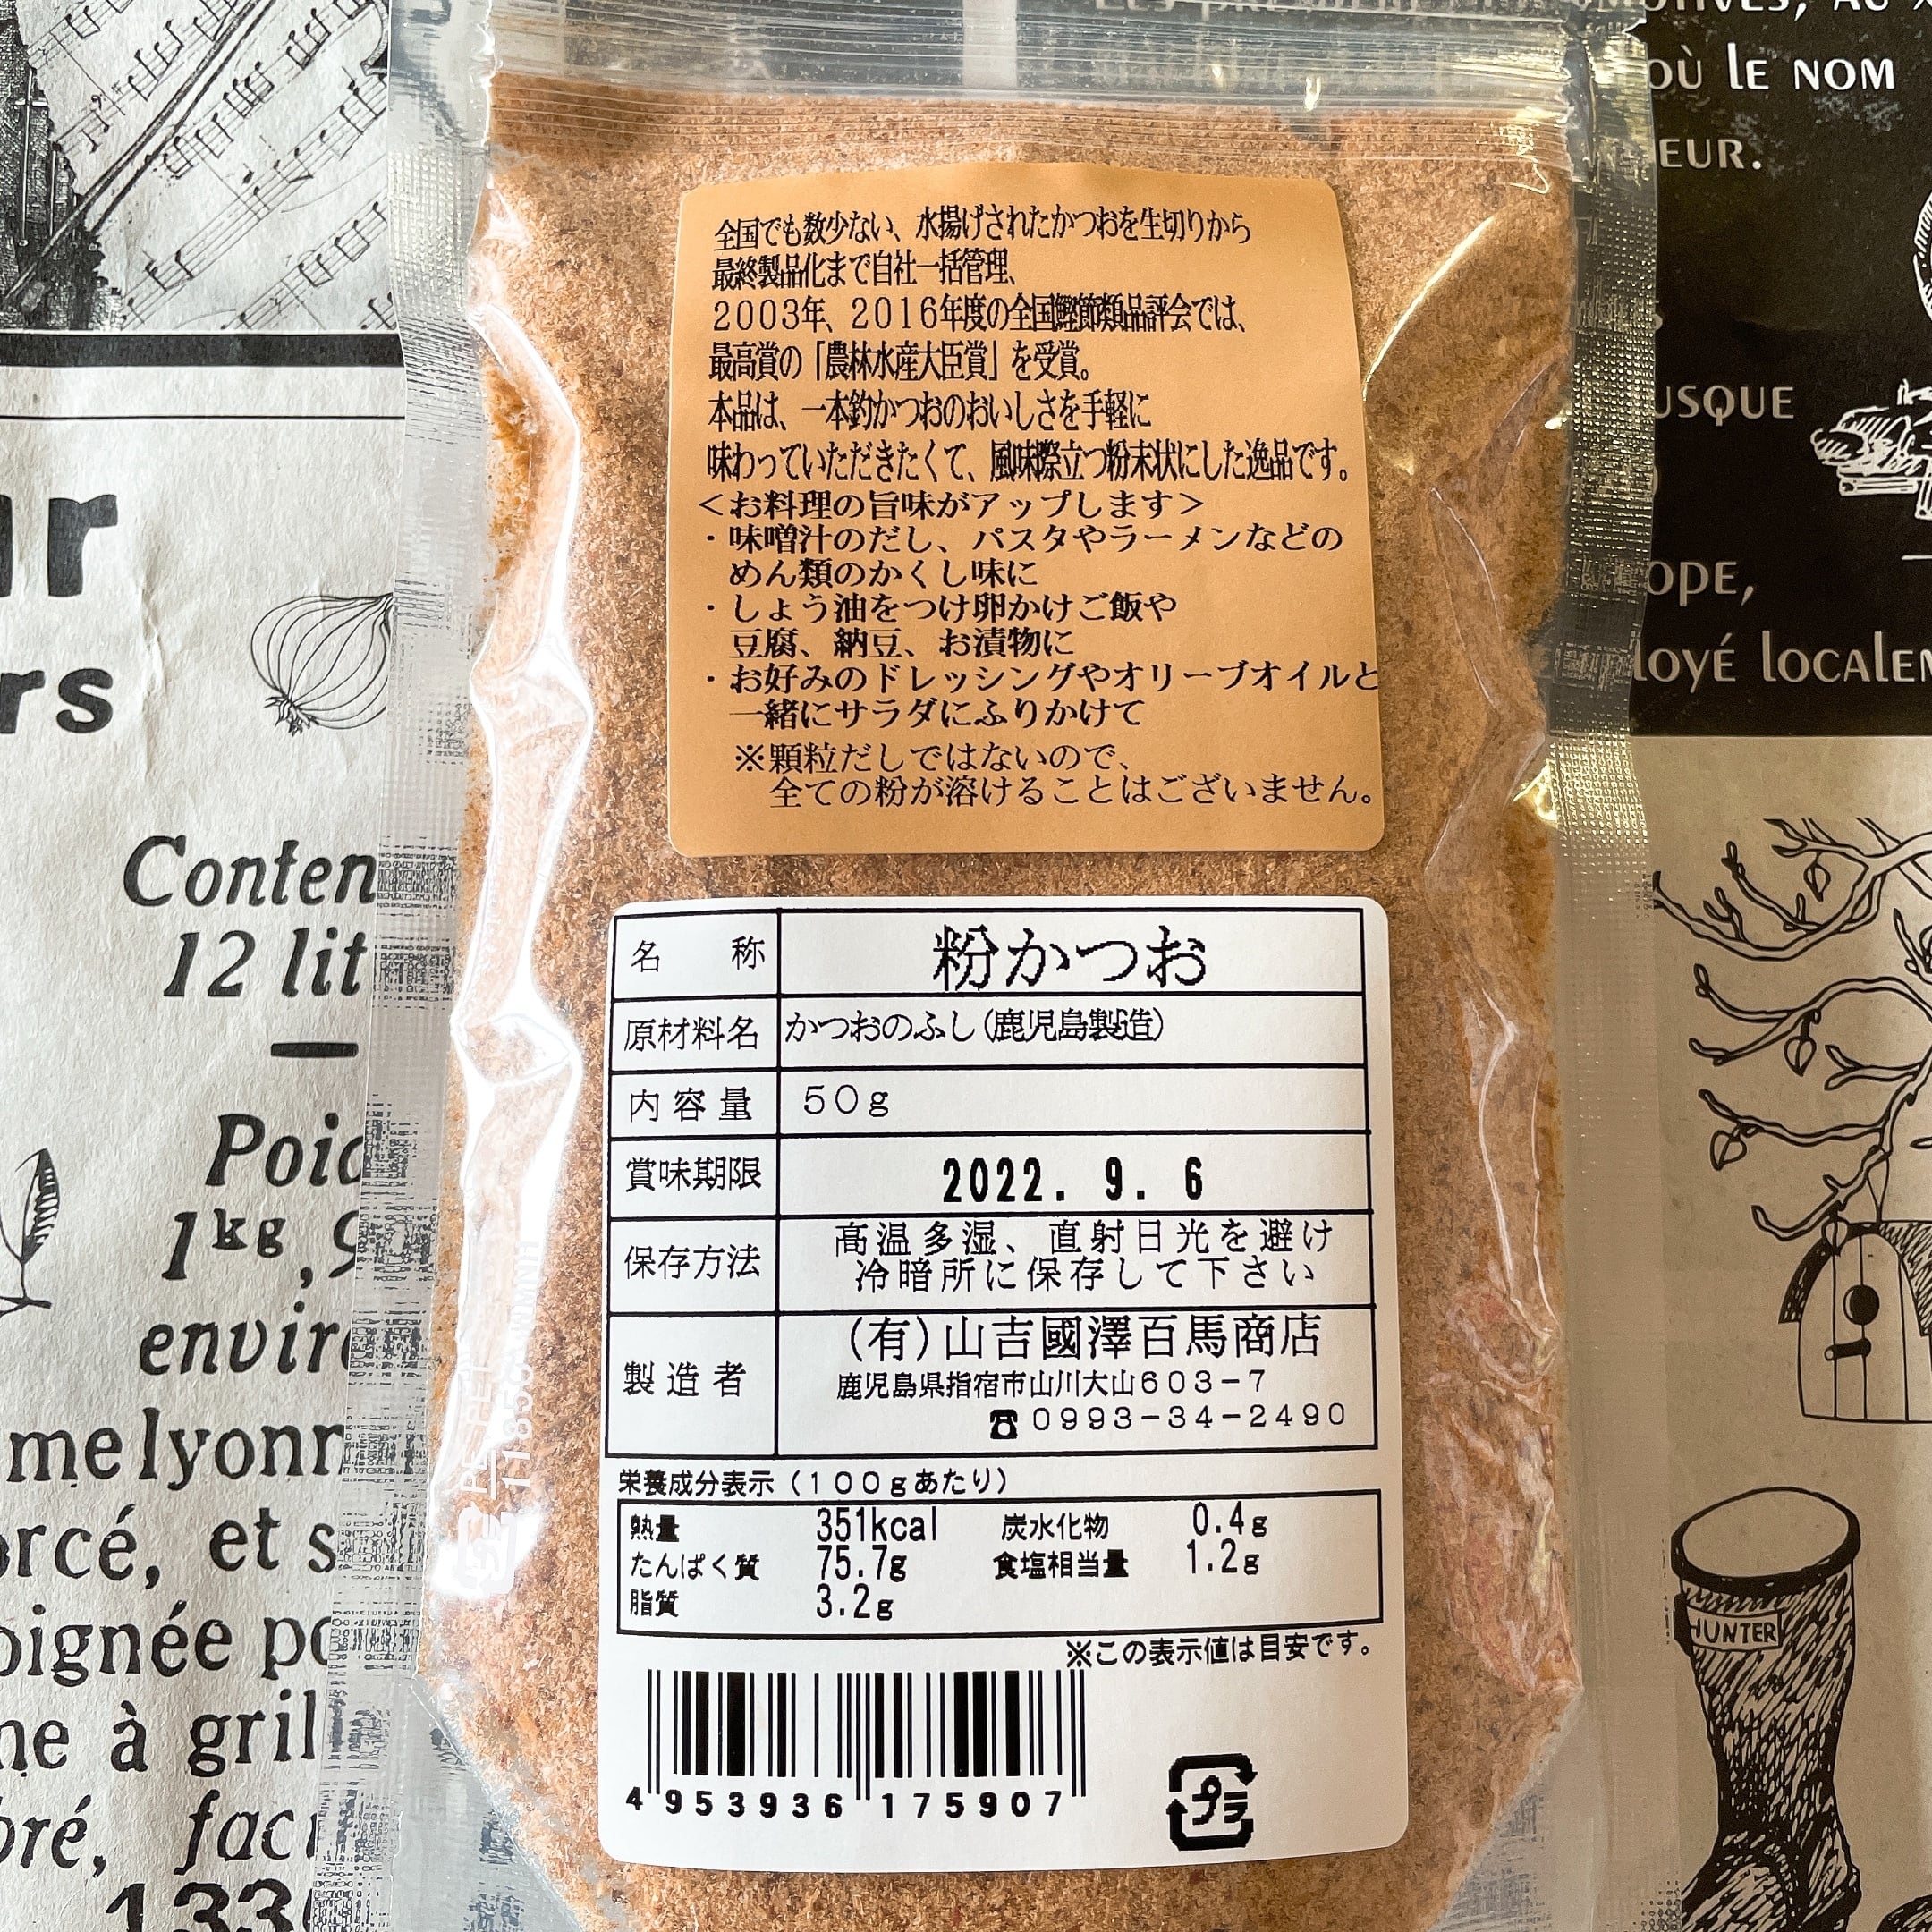 全国でも数少ない、水揚げされたかつおを生切りから
最終製品化まで自社一括管理、
2003年、2016年度の全国鰹節類品評会では、
最高賞の「農林水産大臣賞」を受賞。
本品は、一本釣かつおのおいしさを手軽に
味わっていただきたくて、風味際立つ粉末状にした逸品です。
＜お料理の旨味がアップします＞
・味噌汁のだし、パスタやラーメンなどの
めん類のかくし味に
・しょう油をつけ卵かけご飯や
豆腐、納豆、お漬物に
・お好みのドレッシングやオリーブオイルと
一緒にサラダにふりかけて
※顆粒だしではないので、
全ての粉が溶けることはございません。
名称 粉かつお
原材料名 かつおのふし(鹿児島製造)
内容量 50g
賞味期限 2022. 9. 6
保存方法 高温多湿、直射日光を避け
冷暗所に保存して下さい
製造者 (有)山吉國澤百馬商店
鹿児島県指宿市山川大山603-7
☎0993-34-2490
栄養成分表示(100gあたり)
熱量 351kcal 炭水化物 0.4g
たんぱく質 75.7g 食塩相当量 1.2g
脂質 3.2g
※この表示値は目安です。
4 953936 175907
プラ
OÙ LE NOM
EUR.
USQUE
OPE,
LOYÉ LOCALEM
HUNTER
ur
rs
Conten
12 lit
Poid
1kg,9
enviro
melyonn
orcé, et s
oignée po
ne à gril
bré, fact
1330